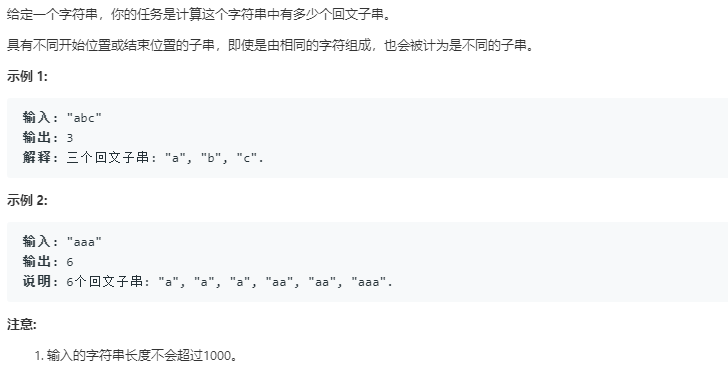 给定一个字符串，你的任务是计算这个字符串中有多少个回文子串。
具有不同开始位置或结束位置的子串，即使是由相同的字符组成，也会被计为是不同的子串。
示例 1:
输入: "abc"
输出: 3
解释: 三个回文子串: "a", "b", "c".
示例 2:
输入: "aaa"
输出: 6
说明: 6个回文子串: "a", "a", "a", "aa", "aa", "aaa".
注意:
1. 输入的字符串长度不会超过1000。